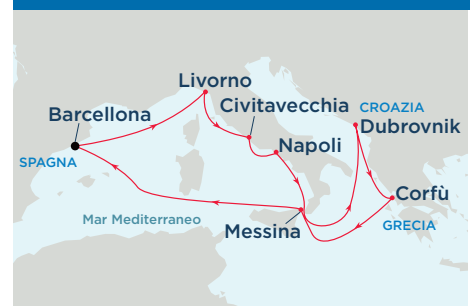 Livorno
Civitavecchia
Barcellona
CROAZIA
Dubrovnik
Napoli
SPAGNA
Corfù
Mar Mediterraneo
Messina
GRECIA